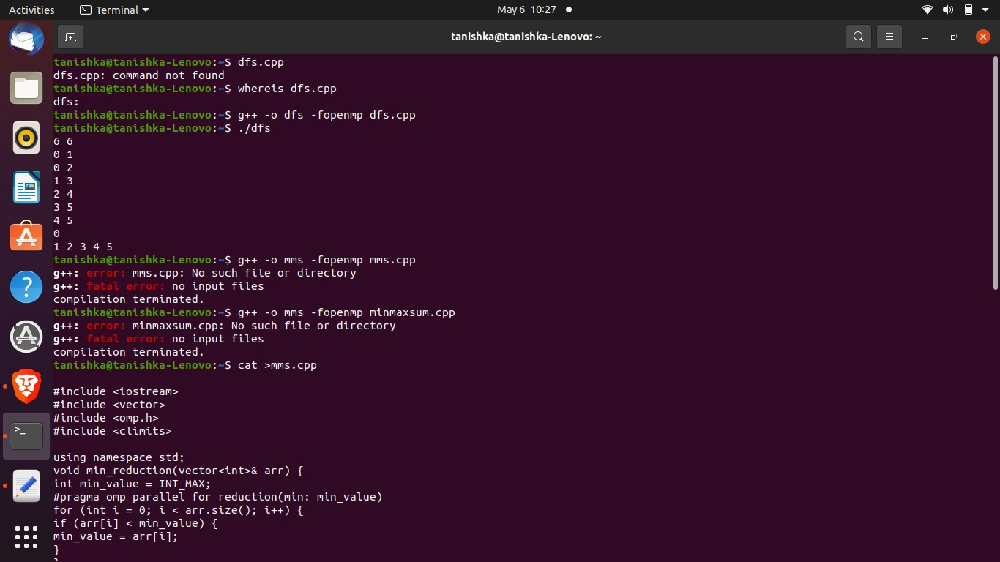 Activities
Terminal
May 6 10:27
tanishka@tanishka-Lenovo: ~
tanishka@tanishka-Lenovo:~$ dfs.cpp
dfs.cpp: command not found
tanishka@tanishka-Lenovo:~$ whereis dfs.cpp
dfs:
tanishka@tanishka-Lenovo:~$ g++ -o dfs -fopenmp dfs.cpp
tanishka@tanishka-Lenovo:~$ ./dfs
6 6
0 1
0 2
1 3
2 4
3 5
4 5
0
1 2 3 4 5
tanishka@tanishka-Lenovo:~$ g++ -o mms -fopenmp mms.cpp
g++: error: mms.cpp: No such file or directory
g++: fatal error: no input files
compilation terminated.
tanishka@tanishka-Lenovo:~$ g++ -o mms -fopenmp minmaxsum.cpp
g++: error: minmaxsum.cpp: No such file or directory
g++: fatal error: no input files
compilation terminated.
tanishka@tanishka-Lenovo:~$ cat >mms.cpp
#include <iostream>
#include <vector>
#include <omp.h>
#include <climits>
using namespace std;
void min_reduction(vector<int>& arr) {
int min_value = INT_MAX;
#pragma omp parallel for reduction(min: min_value)
for (int i = 0; i < arr.size(); i++) {
if (arr[i] < min_value) {
min_value = arr[i];
}
}